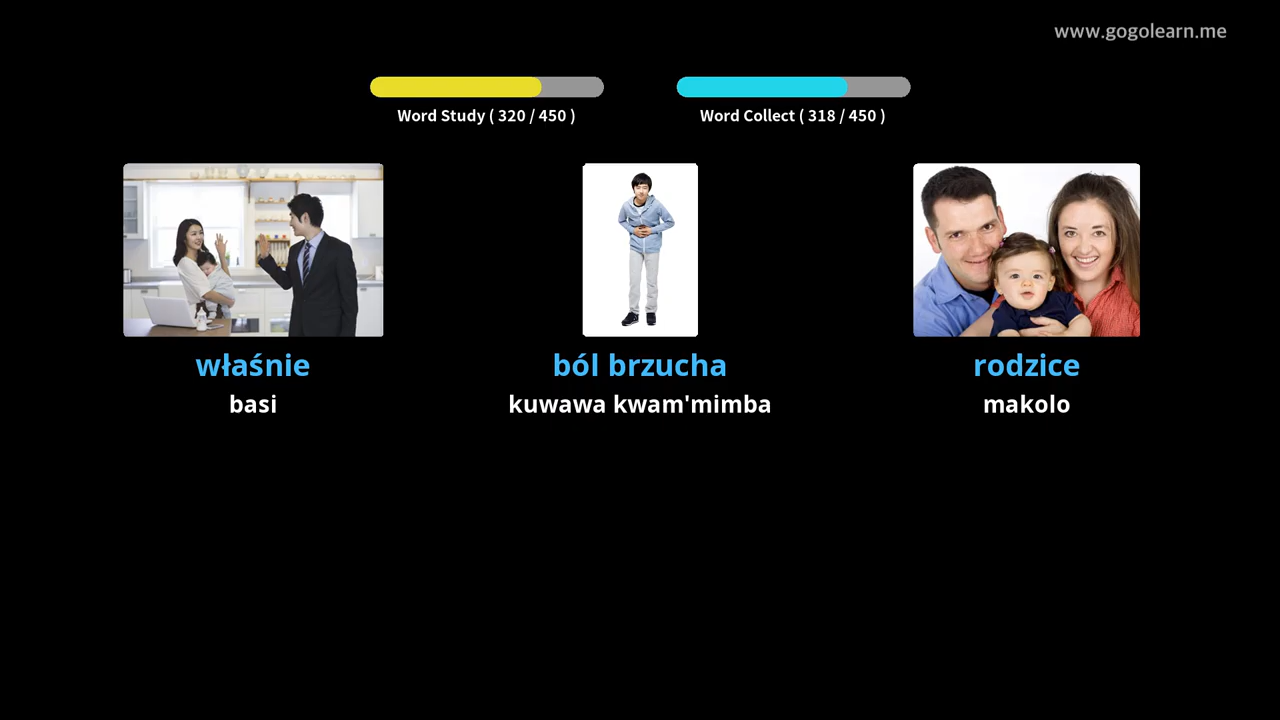 www.gogolearn.me
Word Study ( 320 / 450 )
Word Collect ( 318 / 450 )
właśnie
ból brzucha
rodzice
basi
kuwawa kwam'mimba
makolo